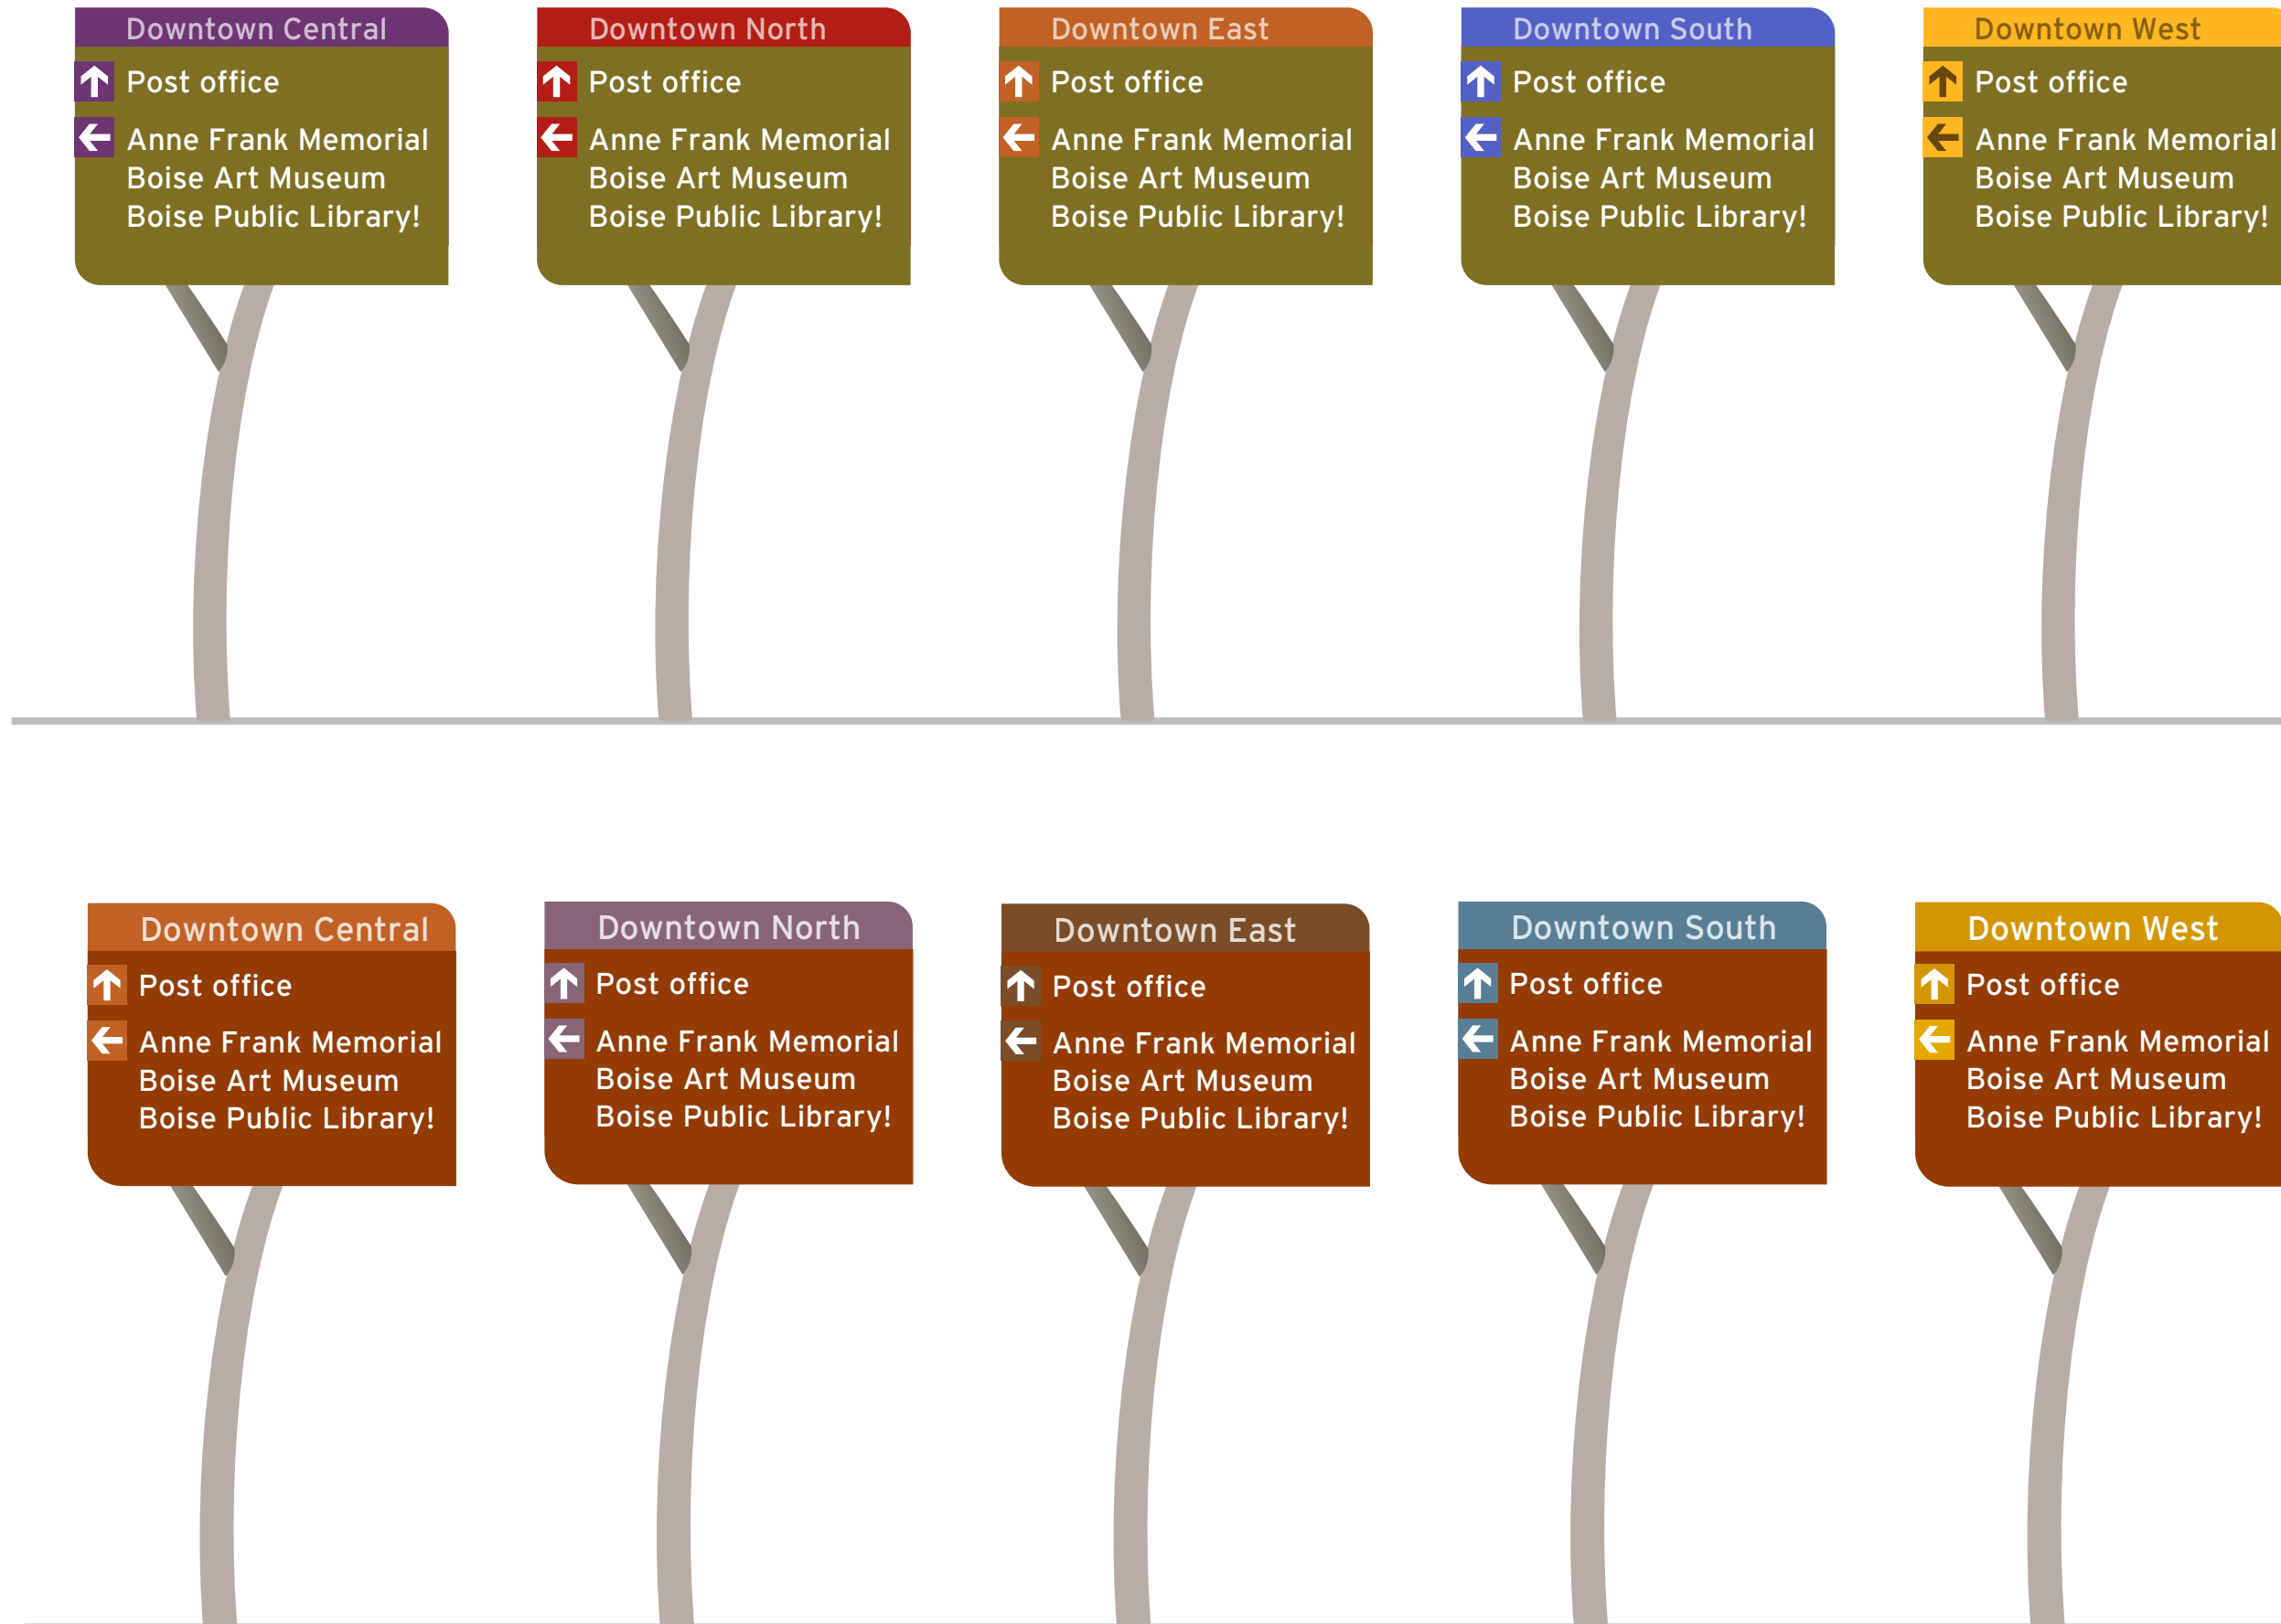 Downtown Central
Post office
Anne Frank Memorial
Boise Art Museum
Boise Public Library!
Downtown North
Post office
Anne Frank Memorial
Boise Art Museum
Boise Public Library!
Downtown East
Post office
Anne Frank Memorial
Boise Art Museum
Boise Public Library!
Downtown South
Post office
Anne Frank Memorial
Boise Art Museum
Boise Public Library!
Downtown West
Post office
Anne Frank Memorial
Boise Art Museum
Boise Public Library!
Downtown Central
Post office
Anne Frank Memorial
Boise Art Museum
Boise Public Library!
Downtown North
Post office
Anne Frank Memorial
Boise Art Museum
Boise Public Library!
Downtown East
Post office
Anne Frank Memorial
Boise Art Museum
Boise Public Library!
Downtown South
Post office
Anne Frank Memorial
Boise Art Museum
Boise Public Library!
Downtown West
Post office
Anne Frank Memorial
Boise Art Museum
Boise Public Library!